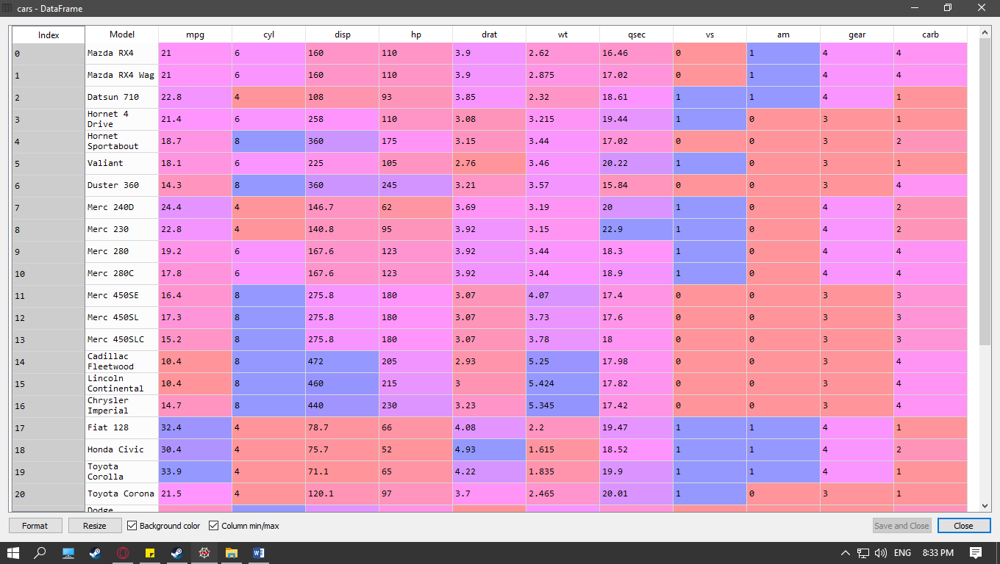 cars - DataFrame
Index Model mpg cyl disp hp drat wt qsec vs am gear carb
0 Mazda RX4 21 6 160 110 3.9 2.62 16.46 0 1 4 4
1 Mazda RX4 Wag 21 6 160 110 3.9 2.875 17.02 0 1 4 4
2 Datsun 710 22.8 4 108 93 3.85 2.32 18.61 1 1 4 1
3 Hornet 4 Drive 21.4 6 258 110 3.08 3.215 19.44 1 0 3 1
4 Hornet Sportabout 18.7 8 360 175 3.15 3.44 17.02 0 0 3 2
5 Valiant 18.1 6 225 105 2.76 3.46 20.22 1 0 3 1
6 Duster 360 14.3 8 360 245 3.21 3.57 15.84 0 0 3 4
7 Merc 240D 24.4 4 146.7 62 3.69 3.19 20 1 0 4 2
8 Merc 230 22.8 4 140.8 95 3.92 3.15 22.9 1 0 4 2
9 Merc 280 19.2 6 167.6 123 3.92 3.44 18.3 1 0 4 4
10 Merc 280C 17.8 6 167.6 123 3.92 3.44 18.9 1 0 4 4
11 Merc 450SE 16.4 8 275.8 180 3.07 4.07 17.4 0 0 3 3
12 Merc 450SL 17.3 8 275.8 180 3.07 3.73 17.6 0 0 3 3
13 Merc 450SLC 15.2 8 275.8 180 3.07 3.78 18 0 0 3 3
14 Cadillac Fleetwood 10.4 8 472 205 2.93 5.25 17.98 0 0 3 4
15 Lincoln Continental 10.4 8 460 215 3 5.424 17.82 0 0 3 4
16 Chrysler Imperial 14.7 8 440 230 3.23 5.345 17.42 0 0 3 4
17 Fiat 128 32.4 4 78.7 66 4.08 2.2 19.47 1 1 4 1
18 Honda Civic 30.4 4 75.7 52 4.93 1.615 18.52 1 1 4 2
19 Toyota Corolla 33.9 4 71.1 65 4.22 1.835 19.9 1 1 4 1
20 Toyota Corona 21.5 4 120.1 97 3.7 2.465 20.01 1 0 3 1
Dodge
Format Resize Background color Column min/max Save and Close Close
ENG 8:33 PM